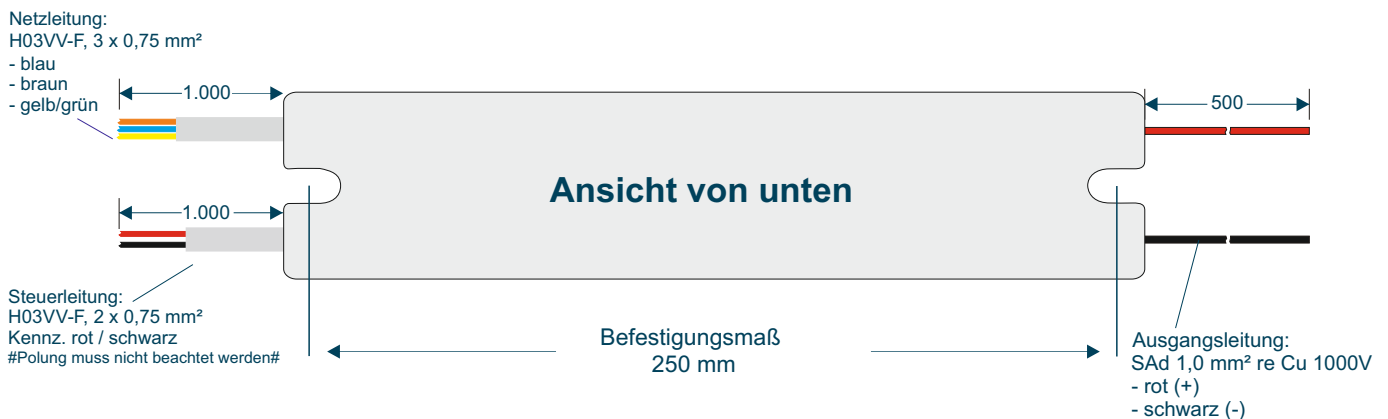 Netzleitung:
H03VV-F, 3 x 0,75 mm²
- blau
- braun
- gelb/grün
1.000
500
Ansicht von unten
1.000
Steuerleitung:
H03VV-F, 2 x 0,75 mm²
Kennz. rot / schwarz
#Polung muss nicht beachtet werden#
Befestigungsmaß
250 mm
Ausgangsleitung:
SAd 1,0 mm² re Cu 1000V
- rot (+)
- schwarz (-)